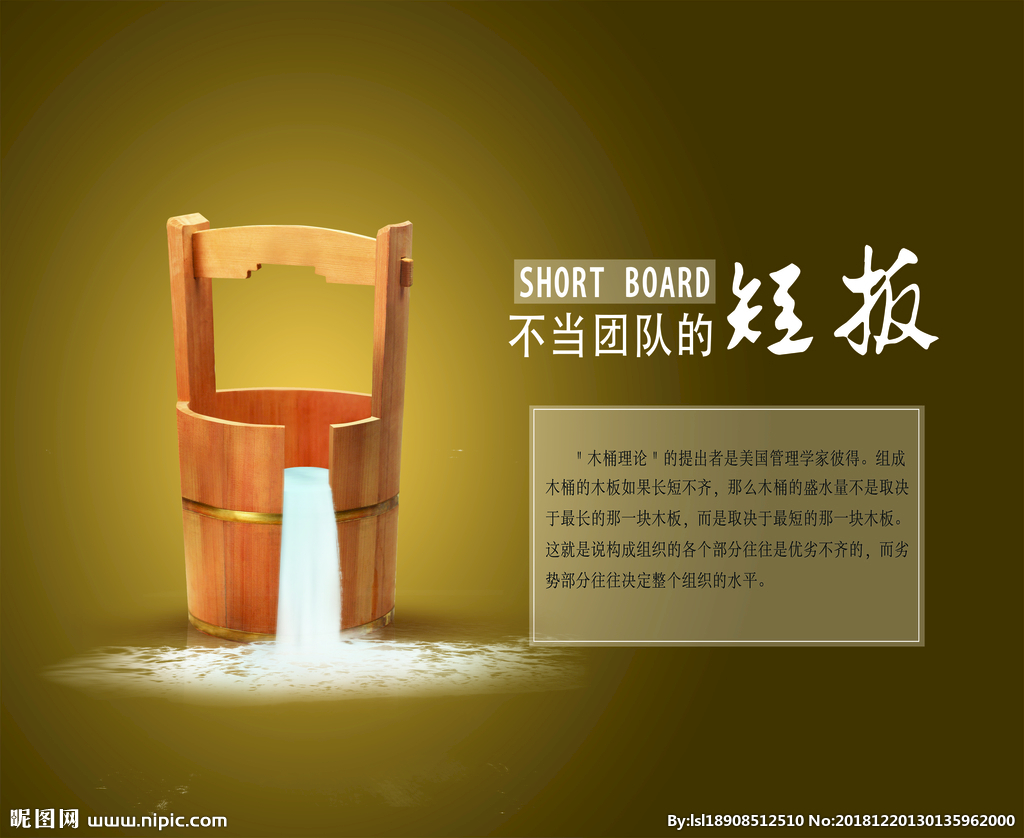 SHORT BOARD
不当团队的短板
"木桶理论"的提出者是美国管理学家彼得。组成
木桶的木板如果长短不齐，那么木桶的盛水量不是取决
于最长的那一块木板，而是取决于最短的那一块木板。
这就是说构成组织的各个部分往往是优劣不齐的，而劣
势部分往往决定整个组织的水平。
昵图网 www.nipic.com
By:lsl18908512510 No:20181220130135962000